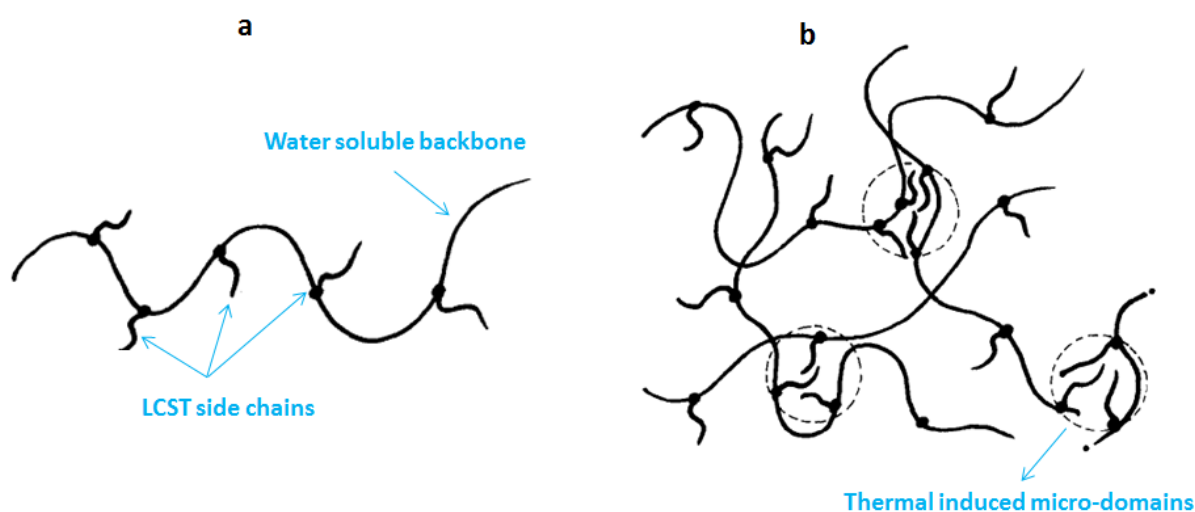 a
b
Water soluble backbone
LCST side chains
Thermal induced micro-domains